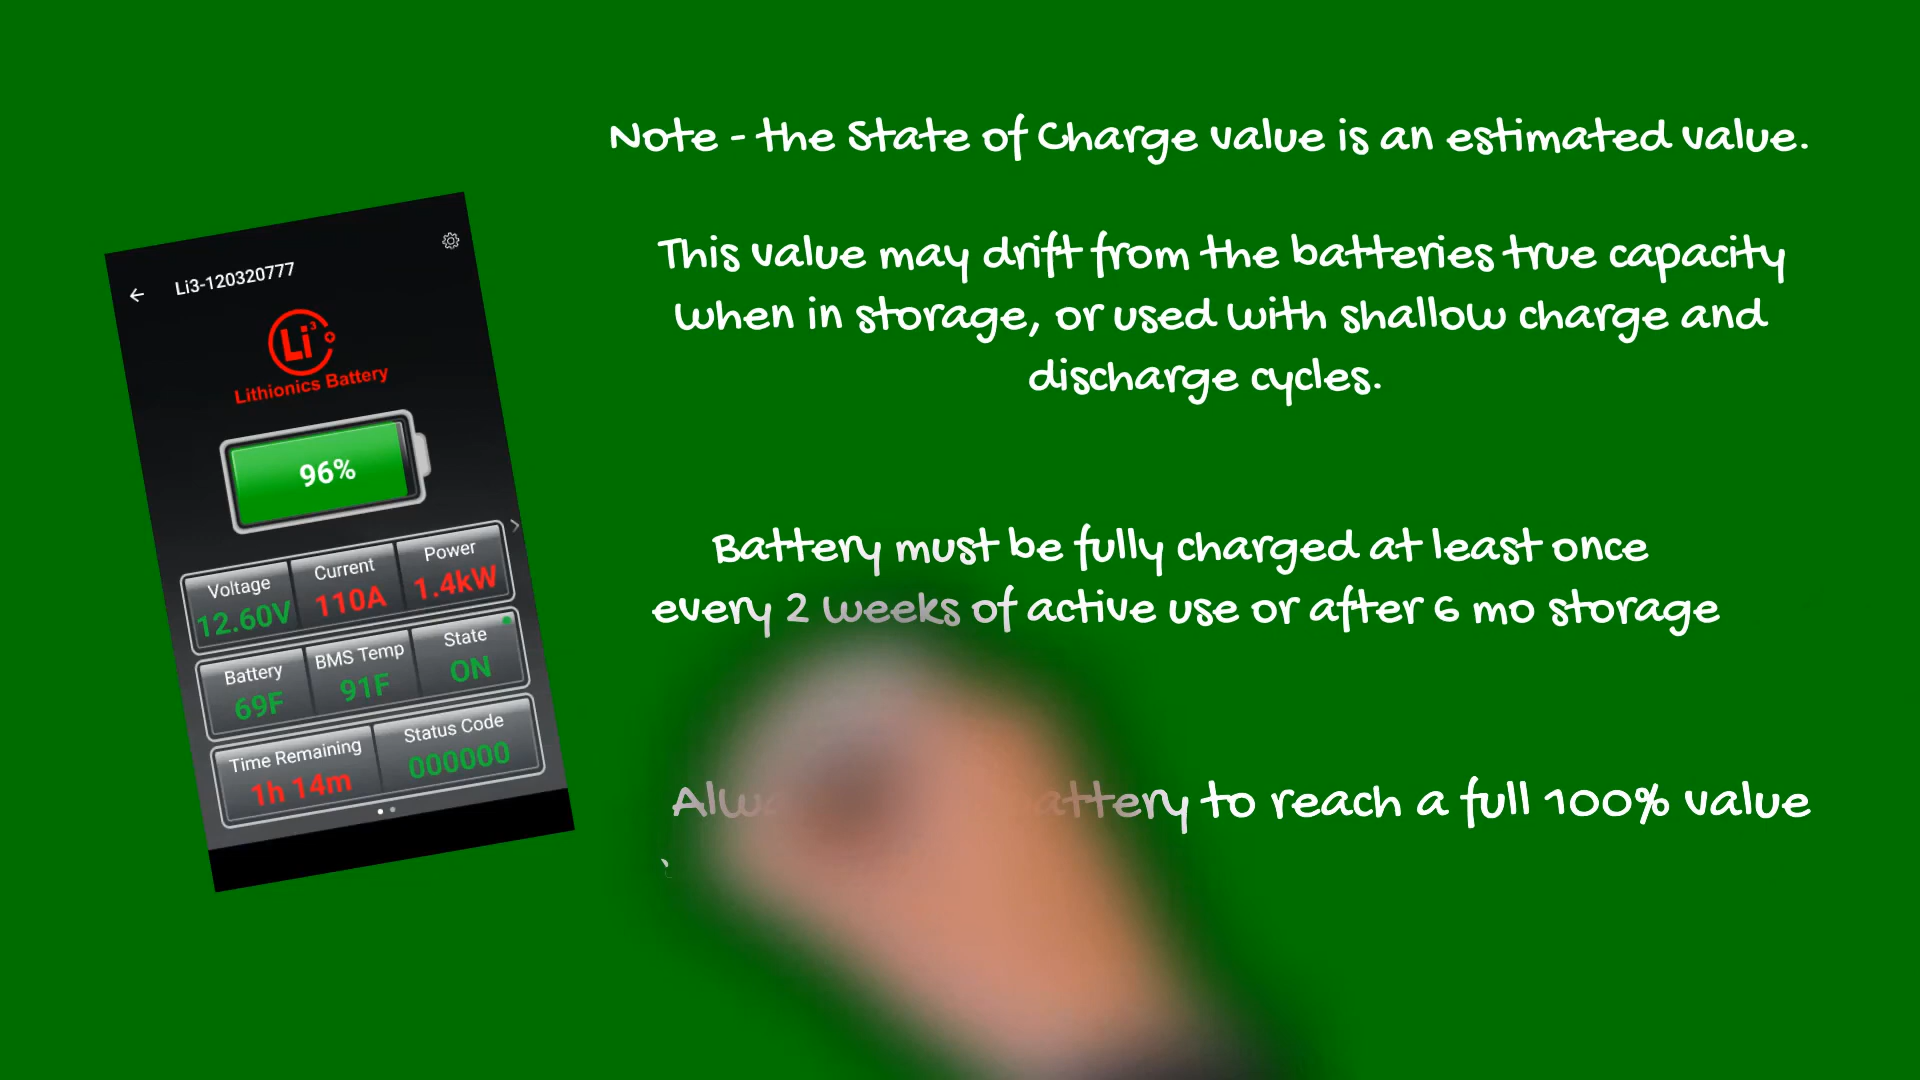 Note - the State of Charge value is an estimated value.
This value may drift from the batteries true capacity
when in storage, or used with shallow charge and
discharge cycles.
Battery must be fully charged at least once
every 2 weeks of active use or after 6 mo storage
to reach a full 100% value
Li3-120320777
Li3
Lithionics Battery
96%
Voltage Current Power
12.60V 110A 1.4kW
Battery BMS Temp State
69F 91F ON
Time Remaining Status Code
1h 14m 000000